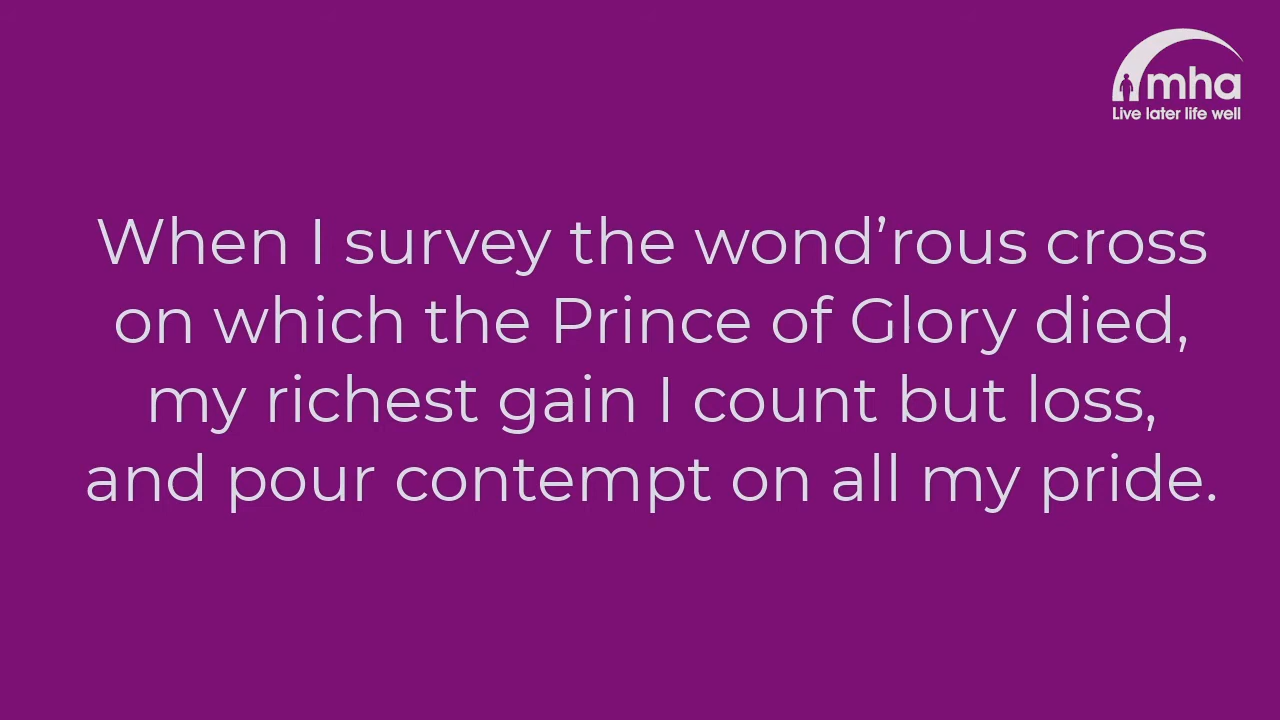 mha
Live later life well
When I survey the wond’rous cross
on which the Prince of Glory died,
my richest gain I count but loss,
and pour contempt on all my pride.